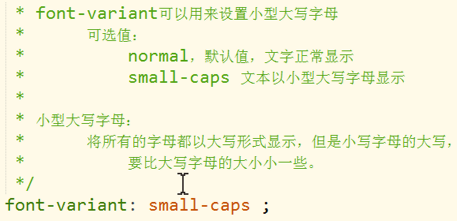 * font-variant可以用来设置小型大写字母
* 可选值：
* normal，默认值，文字正常显示
* small-caps 文本以小型大写字母显示
*
* 小型大写字母：
* 将所有的字母都以大写形式显示，但是小写字母的大写，
* 要比大写字母的大小小一些。
*/
font-variant: small-caps ;